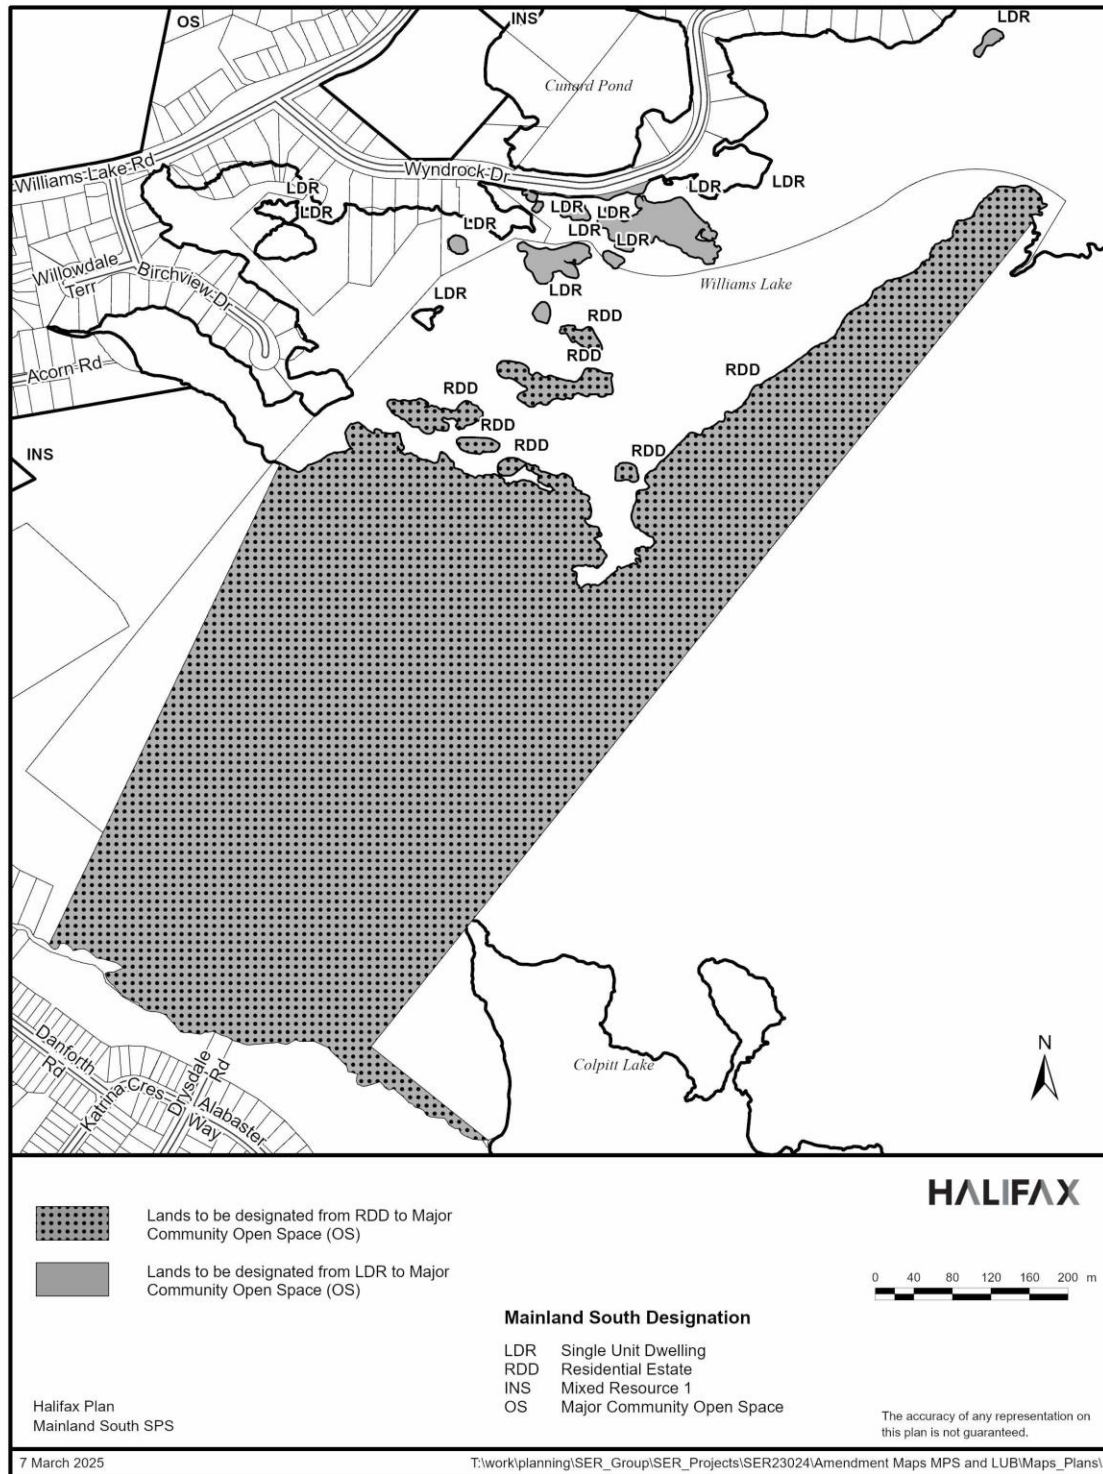 OS
INS
LDR
Cunard Pond
Williams Lake Rd
Wyndrock Dr
LDR
LDR
LDR
LDR
LDR
LDR
LDR
LDR
LDR
LDR
Willowdale
Terr
Birchview Dr
Williams Lake
LDR
LDR
RDD
RDD
Acorn Rd
RDD
RDD
RDD
RDD
RDD
INS
Danforth
Rd
Katrina Cres
Drysdale
Rd
Alabaster
Way
Colpitt Lake
N
HALIFAX
Lands to be designated from RDD to Major
Community Open Space (OS)
Lands to be designated from LDR to Major
Community Open Space (OS)
0 40 80 120 160 200 m
Mainland South Designation
LDR Single Unit Dwelling
RDD Residential Estate
INS Mixed Resource 1
OS Major Community Open Space
Halifax Plan
Mainland South SPS
The accuracy of any representation on
this plan is not guaranteed.
7 March 2025
T:\work\planning\SER_Group\SER_Projects\SER23024\Amendment Maps MPS and LUB\Maps_Plans\